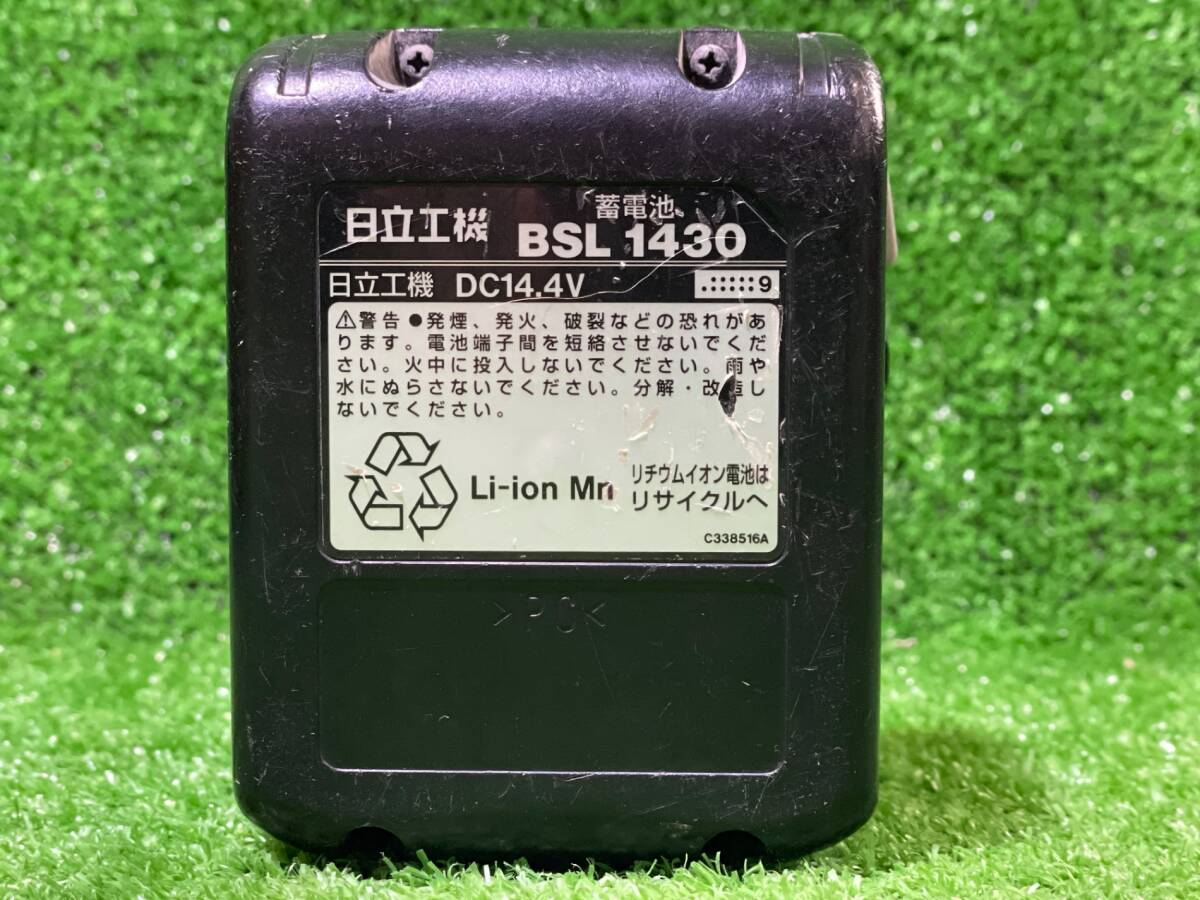 日立工機 蓄電池
BSL 1430
日立工機 DC14.4V 9
⚠警告 ●発煙、発火、破裂などの恐れがあ
ります。電池端子間を短絡させないでくだ
さい。火中に投入しないでください。雨や
水にぬらさないでください。分解・改造し
ないでください。
Li-ion Mn
リチウムイオン電池は
リサイクルへ
C338516A
>PC<